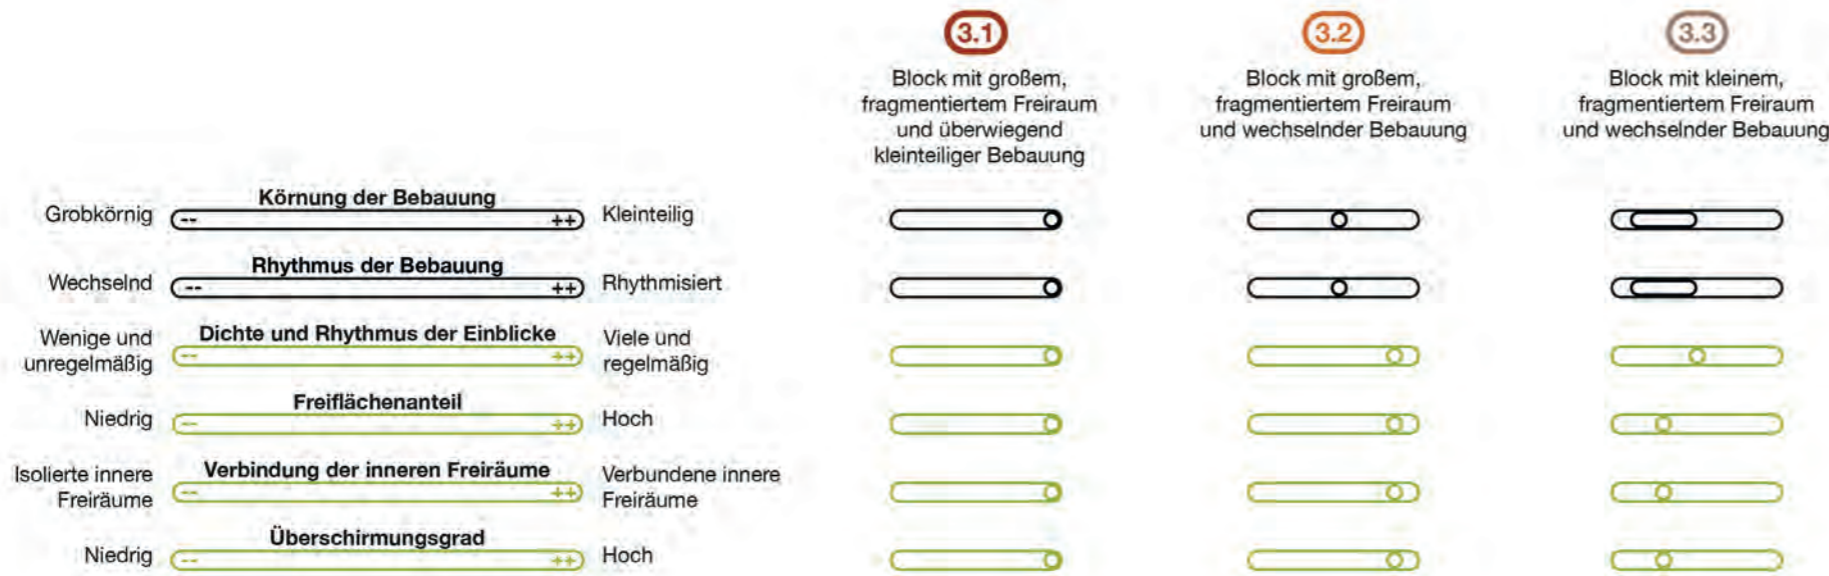 3.1
3.2
3.3
Block mit großem,
fragmentiertem Freiraum
und überwiegend
kleinteiliger Bebauung
Block mit großem,
fragmentiertem Freiraum
und wechselnder Bebauung
Block mit kleinem,
fragmentiertem Freiraum
und wechselnder Bebauung
Körnung der Bebauung
Grobkörnig -- ++ Kleinteilig
Rhythmus der Bebauung
Wechselnd -- ++ Rhythmisiert
Dichte und Rhythmus der Einblicke
Wenige und
unregelmäßig
-- ++
Viele und
regelmäßig
Freiflächenanteil
Niedrig -- ++ Hoch
Verbindung der inneren Freiräume
Isolierte innere
Freiräume
-- ++
Verbundene innere
Freiräume
Überschirmungsgrad
Niedrig -- ++ Hoch